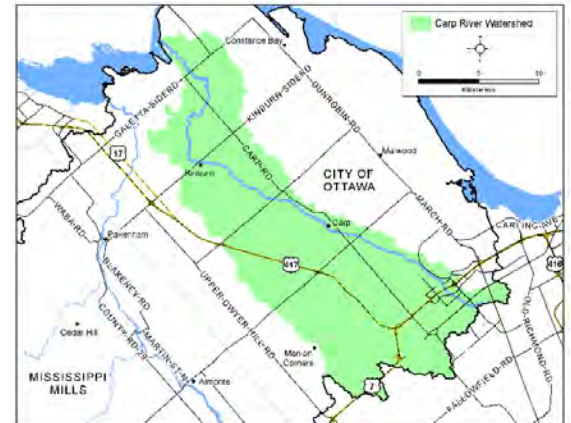 Carp River Watershed
0 5 10
Kilometers
Constance Bay
GALETTA-SIDERD
KINBURN-SIDERD
DUNROBIN-RD
17
CARP-RD
Marwood
Kinburn
CITY OF
OTTAWA
MARCH-RD
CARLING-AVE
WABA-RD
Pakenham
Carp
417
416
BLAKENEY-RD
UPPER-DWYER-HILL-RD
OLD-RICHMOND-RD
COUNTY-RD-29
Cedar Hill
MARTIN-ST-N
Manion
Corners
MISSISSIPPI
MILLS
Almonte
7
FALLOWFIELD-RD